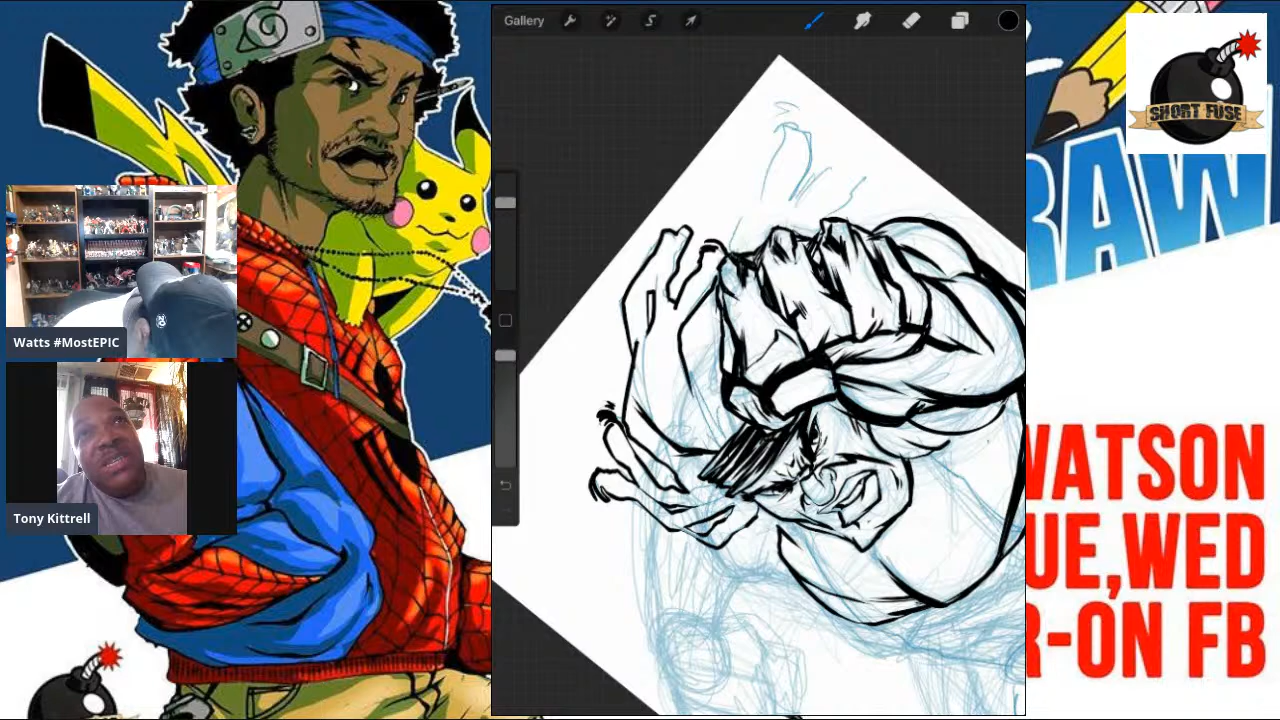 Gallery
SHORT FUSE
RAW
Watts #MostEPIC
Tony Kittrell
WATSON
UE,WED
R-ON FB